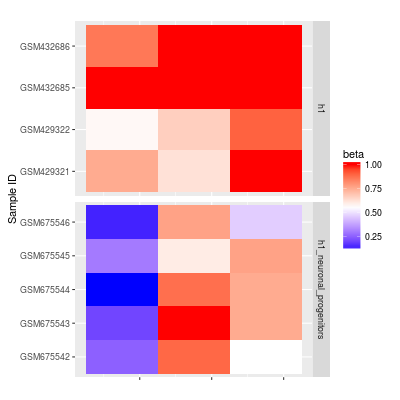 GSM432686
GSM432685
GSM429322
GSM429321
h1
GSM675546
GSM675545
GSM675544
GSM675543
GSM675542
h1_neuronal_progenitors
Sample ID
beta
1.00
0.75
0.50
0.25